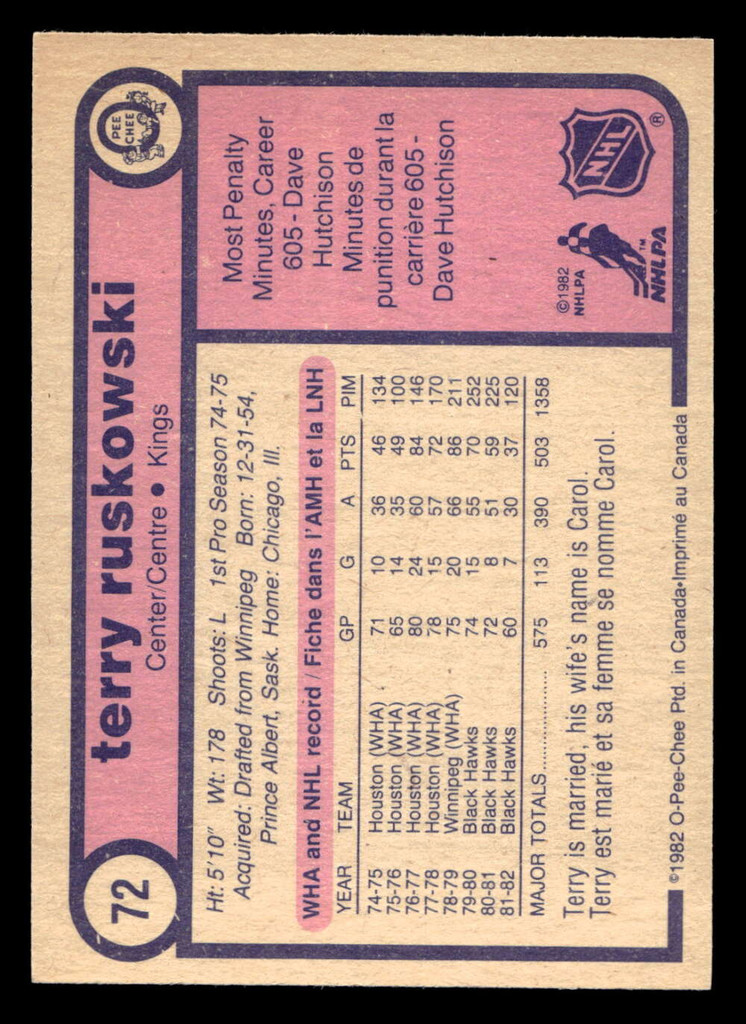 72
terry ruskowski
Center/Centre • Kings
O
PEE
CHEE
Ht: 5'10" Wt: 178 Shoots: L 1st Pro Season 74-75
Acquired: Drafted from Winnipeg Born: 12-31-54,
Prince Albert, Sask. Home: Chicago, Ill.
WHA and NHL record / Fiche dans l'AMH et la LNH
YEAR TEAM GP G A PTS PIM
74-75 Houston (WHA) 71 10 36 46 134
75-76 Houston (WHA) 65 14 35 49 100
76-77 Houston (WHA) 80 24 60 84 146
77-78 Houston (WHA) 78 15 57 72 170
78-79 Winnipeg (WHA) 75 20 66 86 211
79-80 Black Hawks 74 15 55 70 252
80-81 Black Hawks 72 8 51 59 225
81-82 Black Hawks 60 7 30 37 120
MAJOR TOTALS.................... 575 113 390 503 1358
Terry is married, his wife's name is Carol.
Terry est marié et sa femme se nomme Carol.
Most Penalty
Minutes, Career
605 - Dave
Hutchison
Minutes de
punition durant la
carrière 605 -
Dave Hutchison
©1982
NHLPA
NHLPA™
NHL®
©1982 O-Pee-Chee Ptd. in Canada•Imprimé au Canada